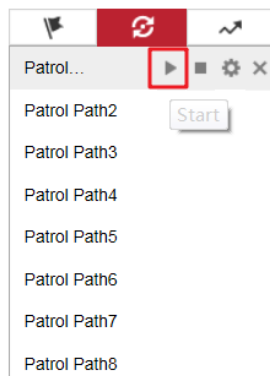 Patrol...
Patrol Path2
Start
Patrol Path3
Patrol Path4
Patrol Path5
Patrol Path6
Patrol Path7
Patrol Path8